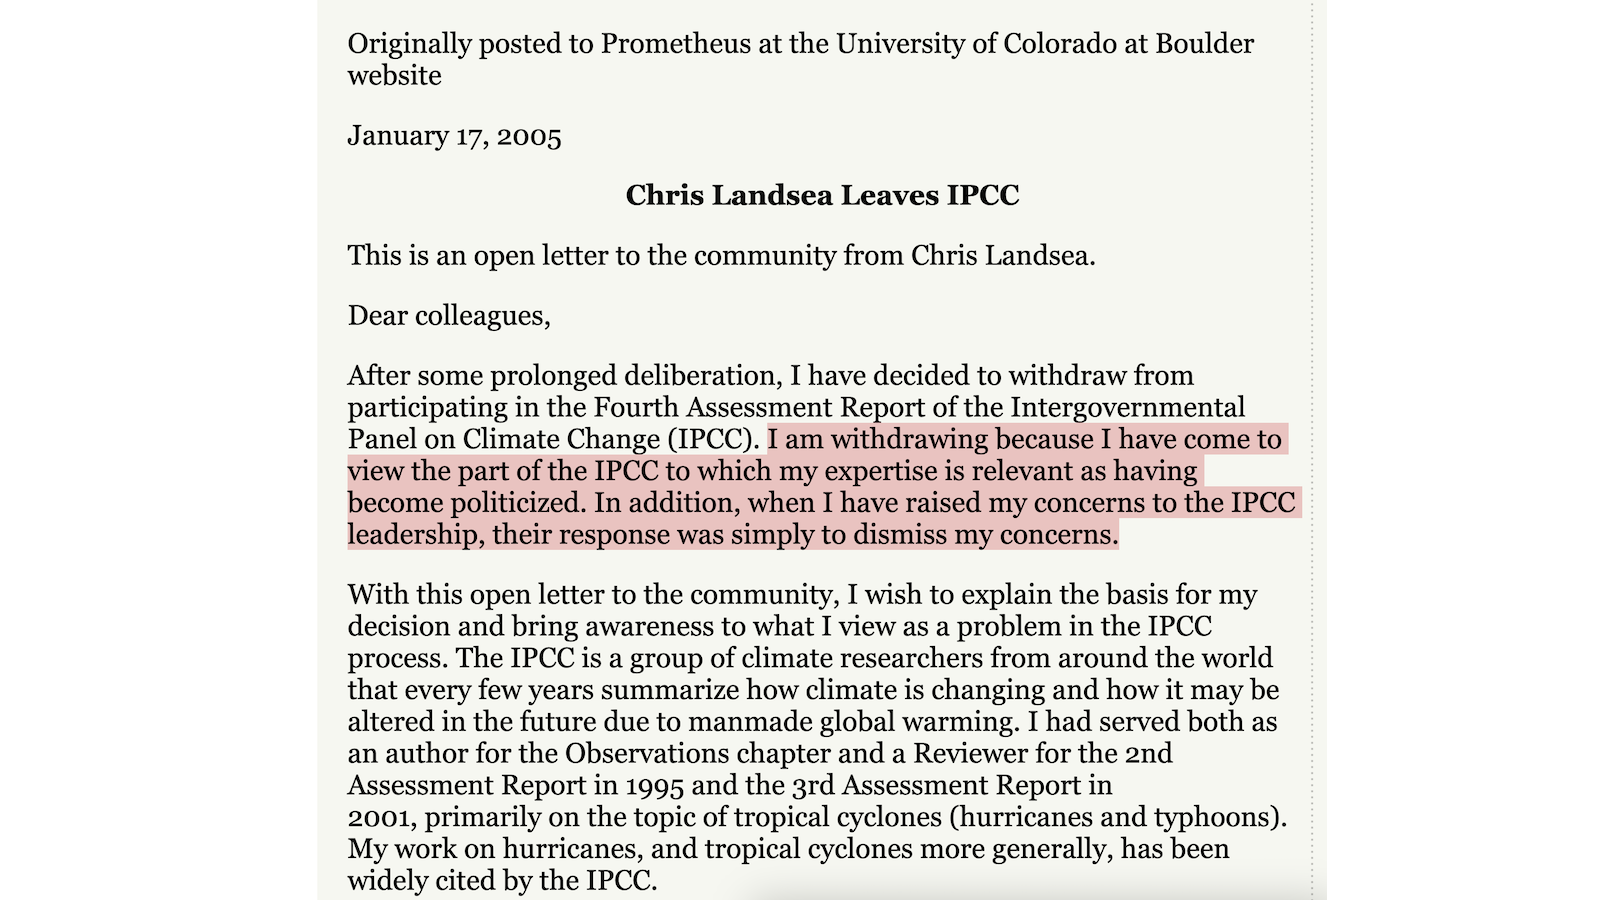 Originally posted to Prometheus at the University of Colorado at Boulder
website
January 17, 2005
Chris Landsea Leaves IPCC
This is an open letter to the community from Chris Landsea.
Dear colleagues,
After some prolonged deliberation, I have decided to withdraw from
participating in the Fourth Assessment Report of the Intergovernmental
Panel on Climate Change (IPCC). I am withdrawing because I have come to
view the part of the IPCC to which my expertise is relevant as having
become politicized. In addition, when I have raised my concerns to the IPCC
leadership, their response was simply to dismiss my concerns.
With this open letter to the community, I wish to explain the basis for my
decision and bring awareness to what I view as a problem in the IPCC
process. The IPCC is a group of climate researchers from around the world
that every few years summarize how climate is changing and how it may be
altered in the future due to manmade global warming. I had served both as
an author for the Observations chapter and a Reviewer for the 2nd
Assessment Report in 1995 and the 3rd Assessment Report in
2001, primarily on the topic of tropical cyclones (hurricanes and typhoons).
My work on hurricanes, and tropical cyclones more generally, has been
widely cited by the IPCC.